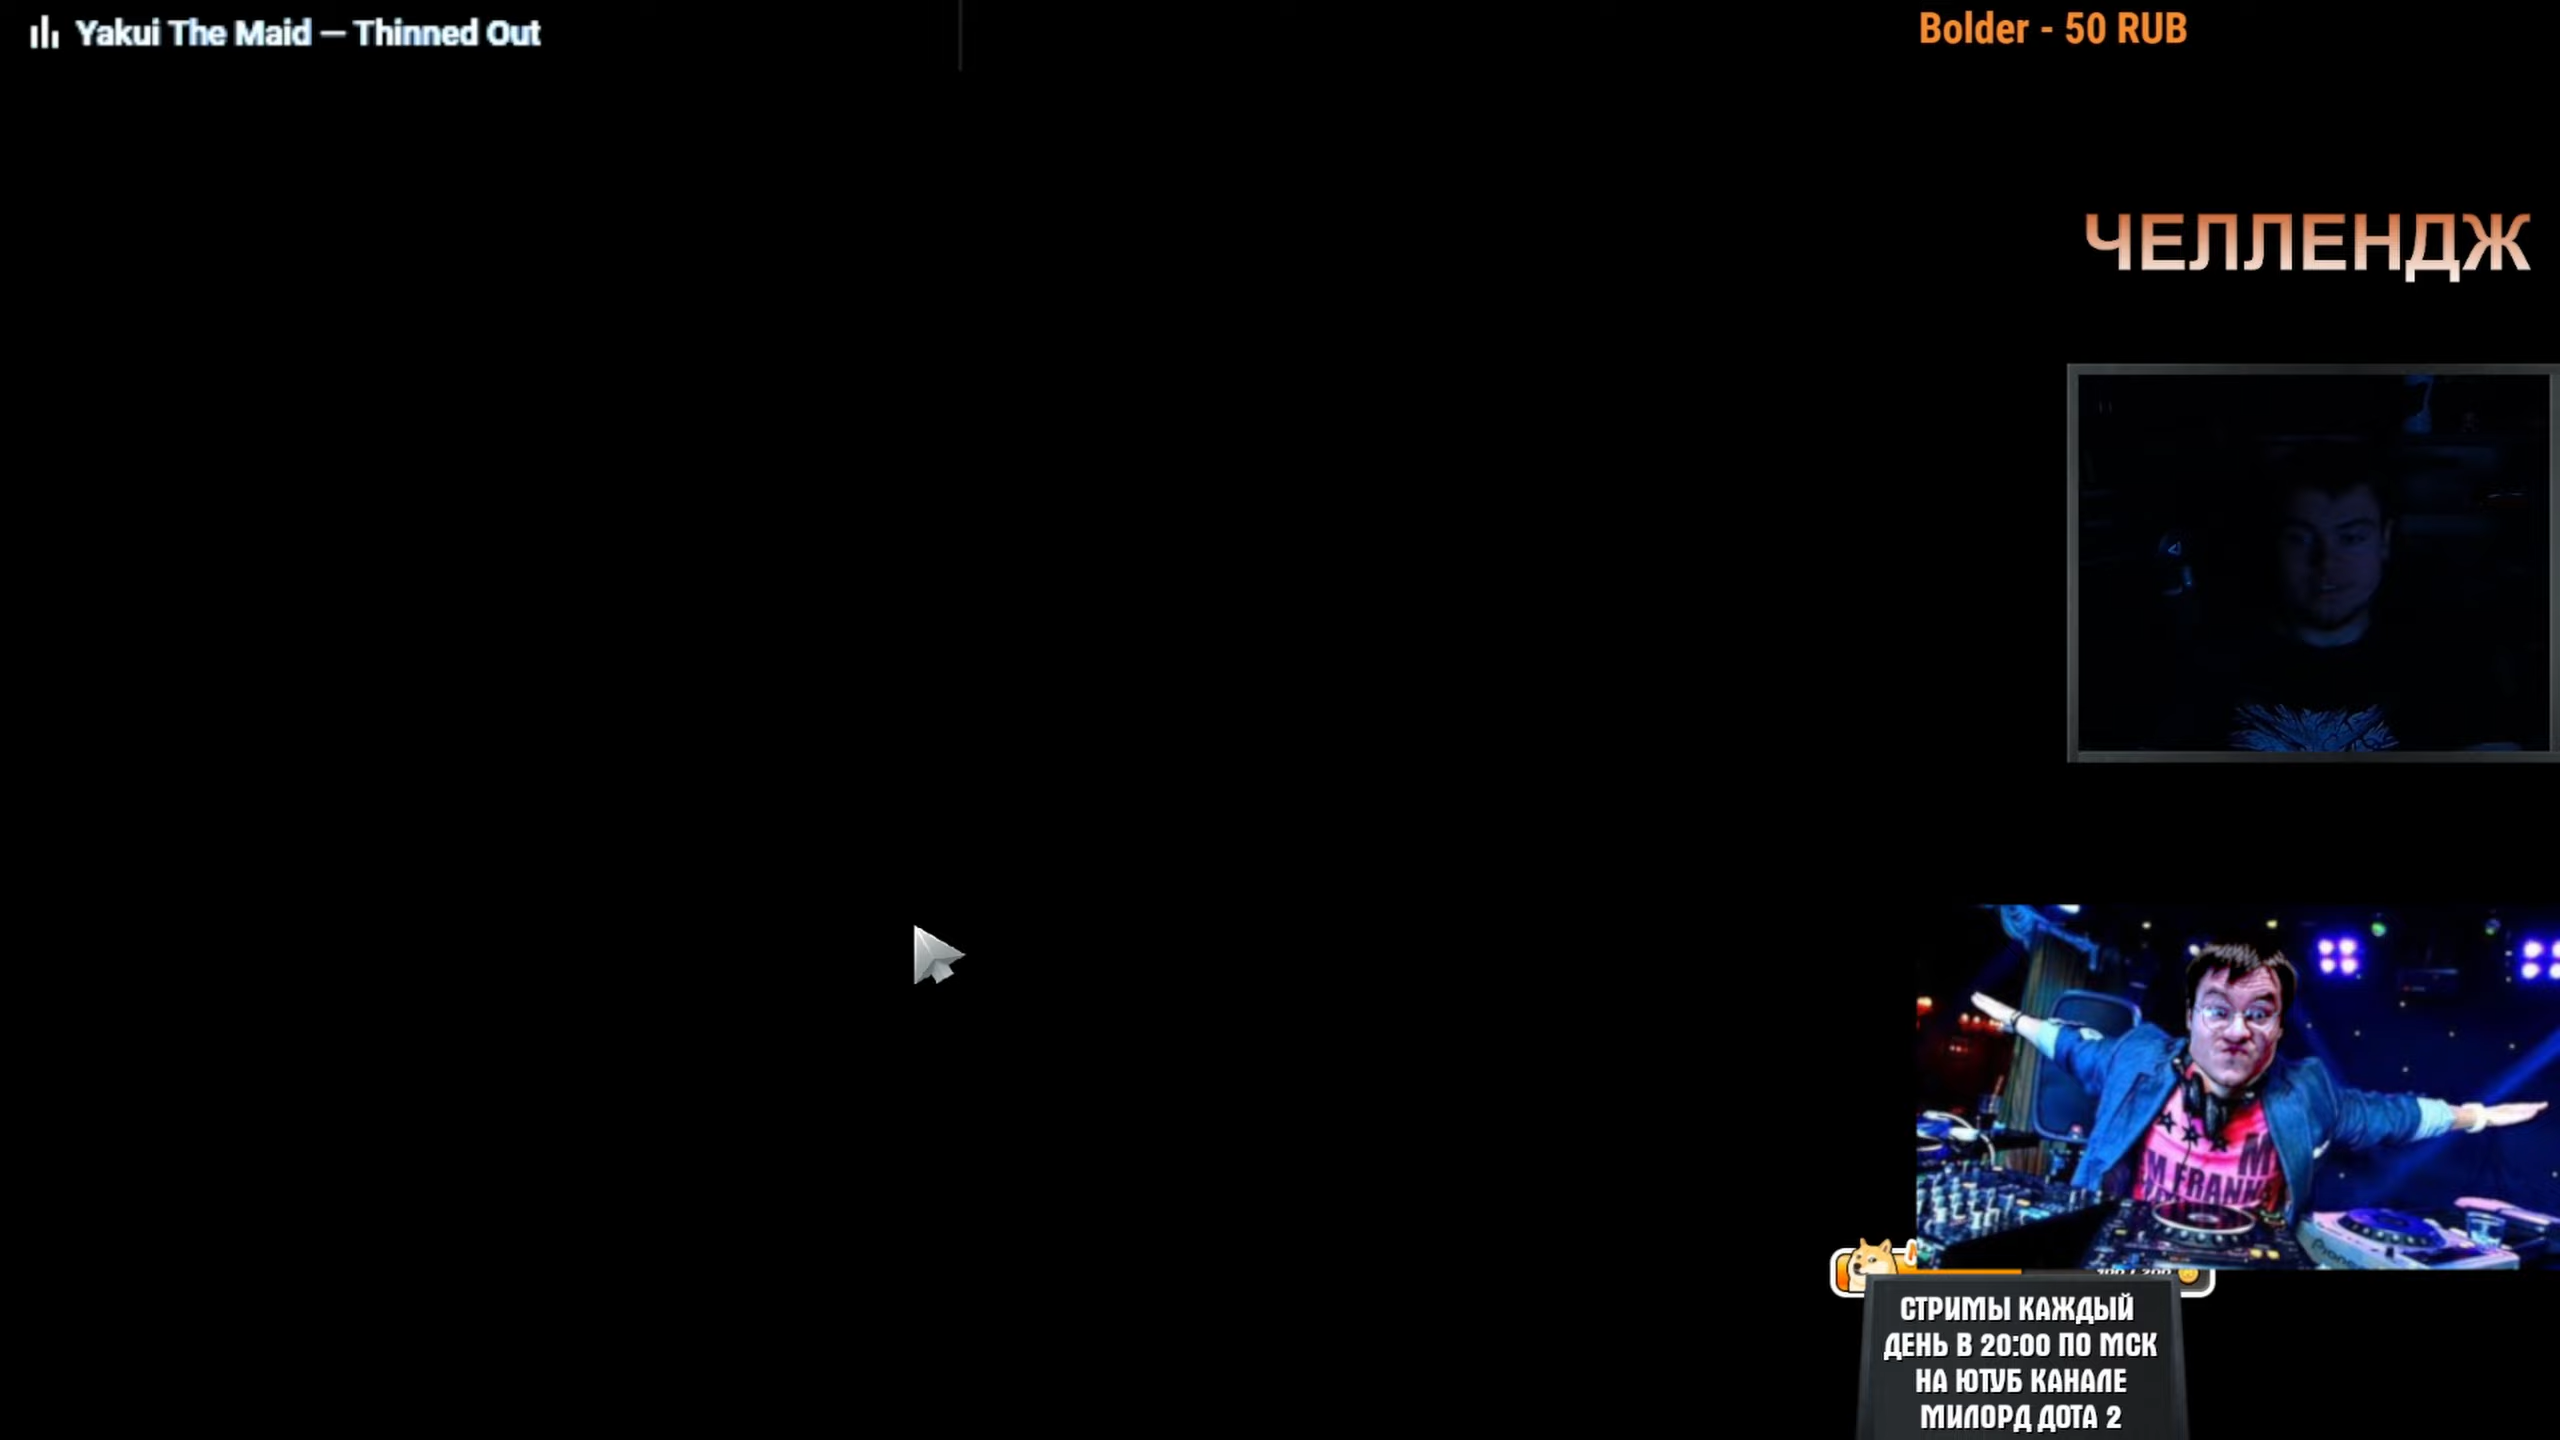 Yakui The Maid — Thinned Out
Bolder - 50 RUB
ЧЕЛЛЕНДЖ
M
M FRANK
СТРИМЫ КАЖДЫЙ
ДЕНЬ В 20:00 ПО МСК
НА ЮТУБ КАНАЛЕ
МИЛОРД ДОТА 2